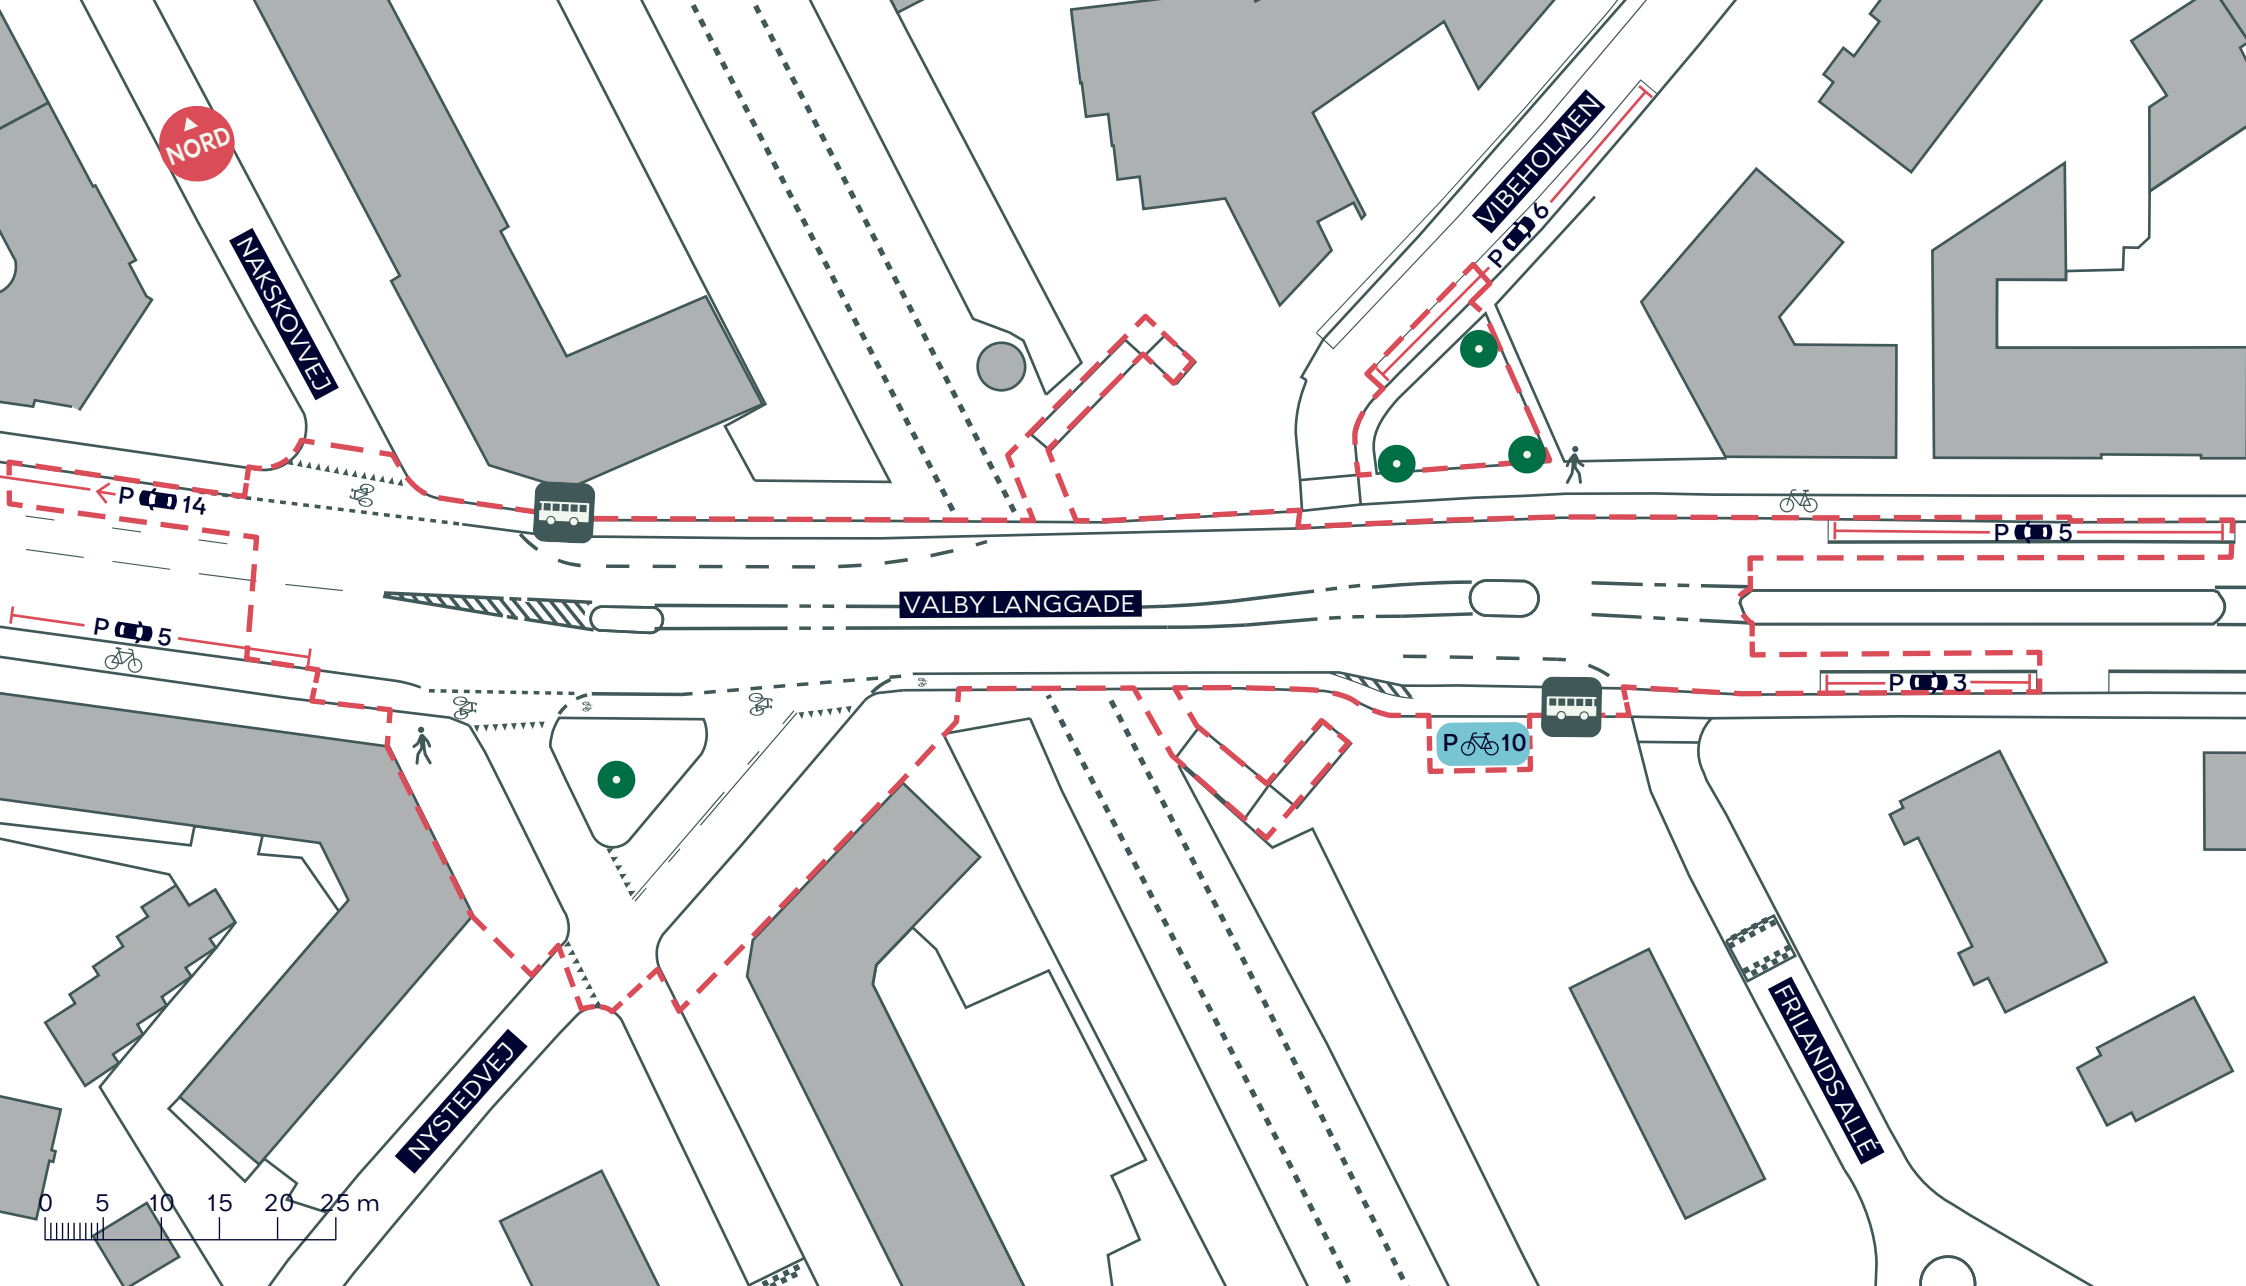 NORD
NAKSKOVVEJ
VIBEHOLMEN
P 6
P 14
P 5
VALBY LANGGADE
P 5
P 3
P 10
NYSTEDVEJ
FRILANDS ALLÉ
0 5 10 15 20 25 m